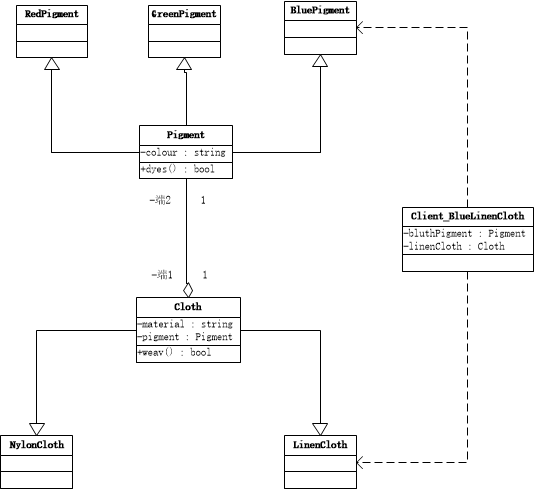 RedPigment
GreenPigment
BluePigment
Pigment
-colour : string
+dyes() : bool
-端2 1
Client_BlueLinenCloth
-bluthPigment : Pigment
-linenCloth : Cloth
-端1 1
Cloth
-material : string
-pigment : Pigment
+weav() : bool
NylonCloth
LinenCloth